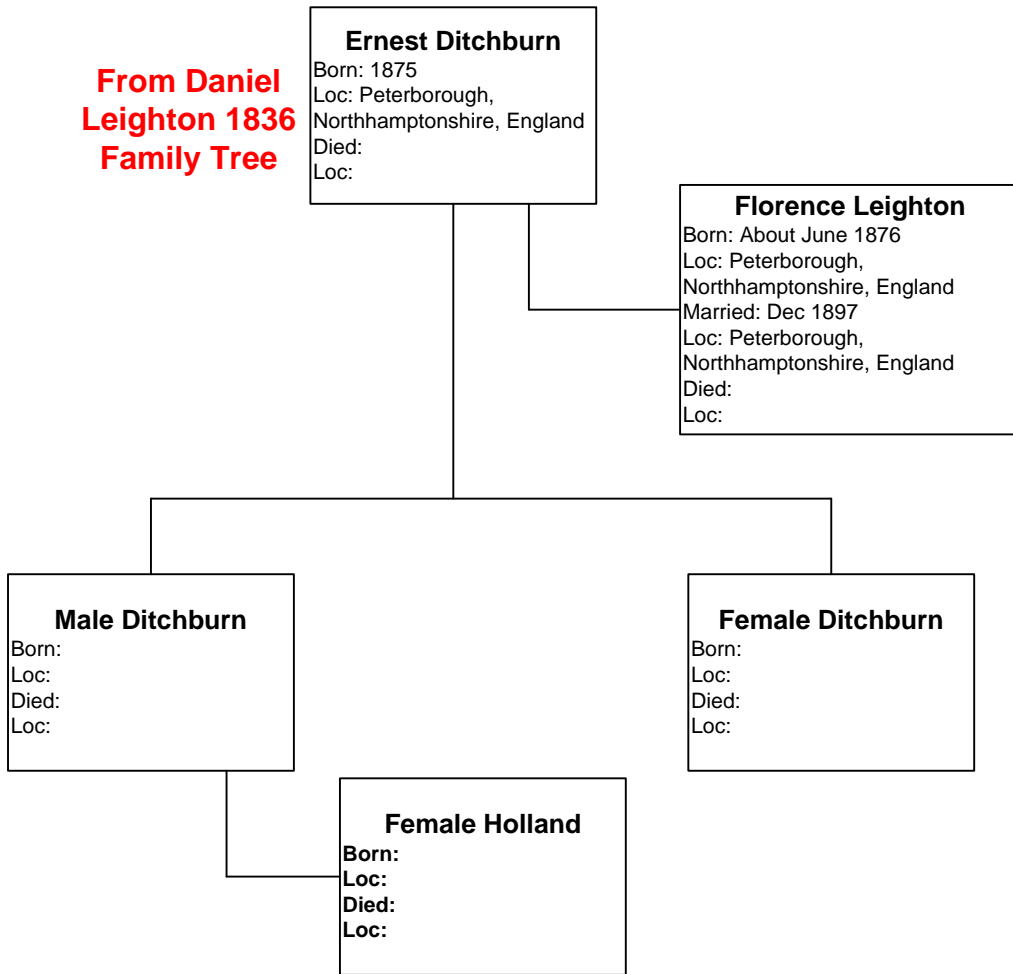 From Daniel
Leighton 1836
Family Tree
Ernest Ditchburn
Born: 1875
Loc: Peterborough,
Northhamptonshire, England
Died:
Loc:
Florence Leighton
Born: About June 1876
Loc: Peterborough,
Northhamptonshire, England
Married: Dec 1897
Loc: Peterborough,
Northhamptonshire, England
Died:
Loc:
Male Ditchburn
Born:
Loc:
Died:
Loc:
Female Ditchburn
Born:
Loc:
Died:
Loc:
Female Holland
Born:
Loc:
Died:
Loc: